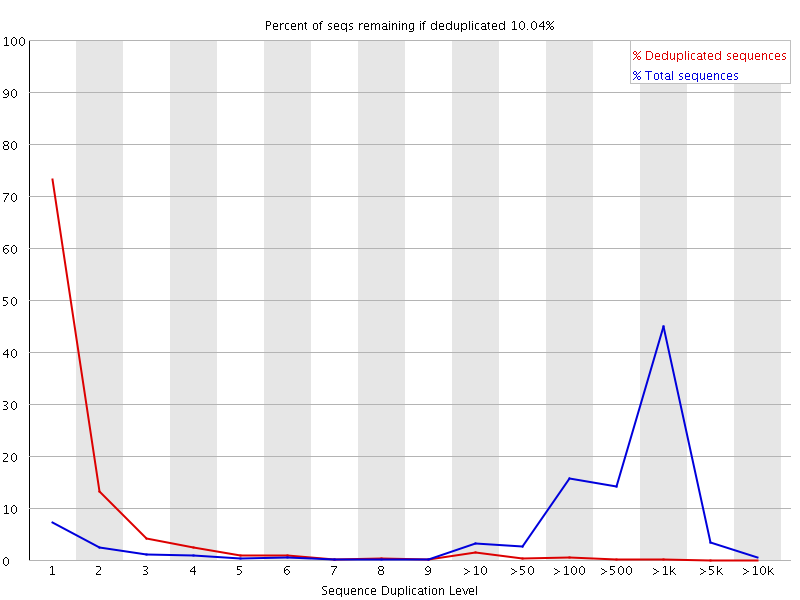 Percent of seqs remaining if deduplicated 10.04%
% Deduplicated sequences
% Total sequences
100
90
80
70
60
50
40
30
20
10
0
1 2 3 4 5 6 7 8 9 >10 >50 >100 >500 >1k >5k >10k
Sequence Duplication Level